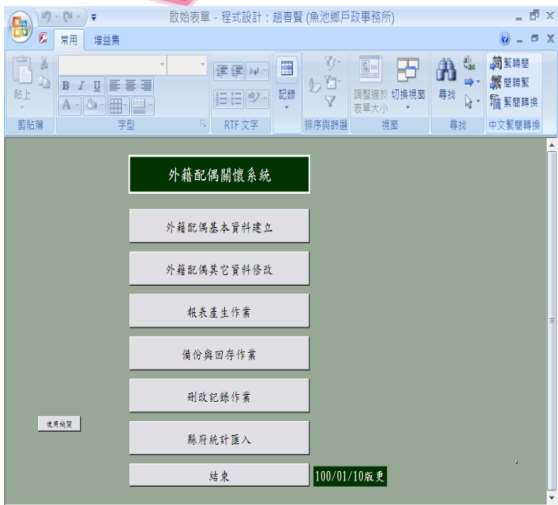 啟始表單 - 程式設計：趙春賢 (魚池鄉戶政事務所)
常用 增益集
貼上
B I U
A
記錄
調整適於表單大小
切換視窗
尋找
繁轉簡
簡轉繁
繁簡轉換
剪貼簿 字型 RTF 文字 排序與篩選 視窗 尋找 中文繁簡轉換
外籍配偶關懷系統
外籍配偶基本資料建立
外籍配偶其它資料修改
報表產生作業
備份與回存作業
刪改記錄作業
使用機關
縣府統計匯入
結束 100/01/10版更